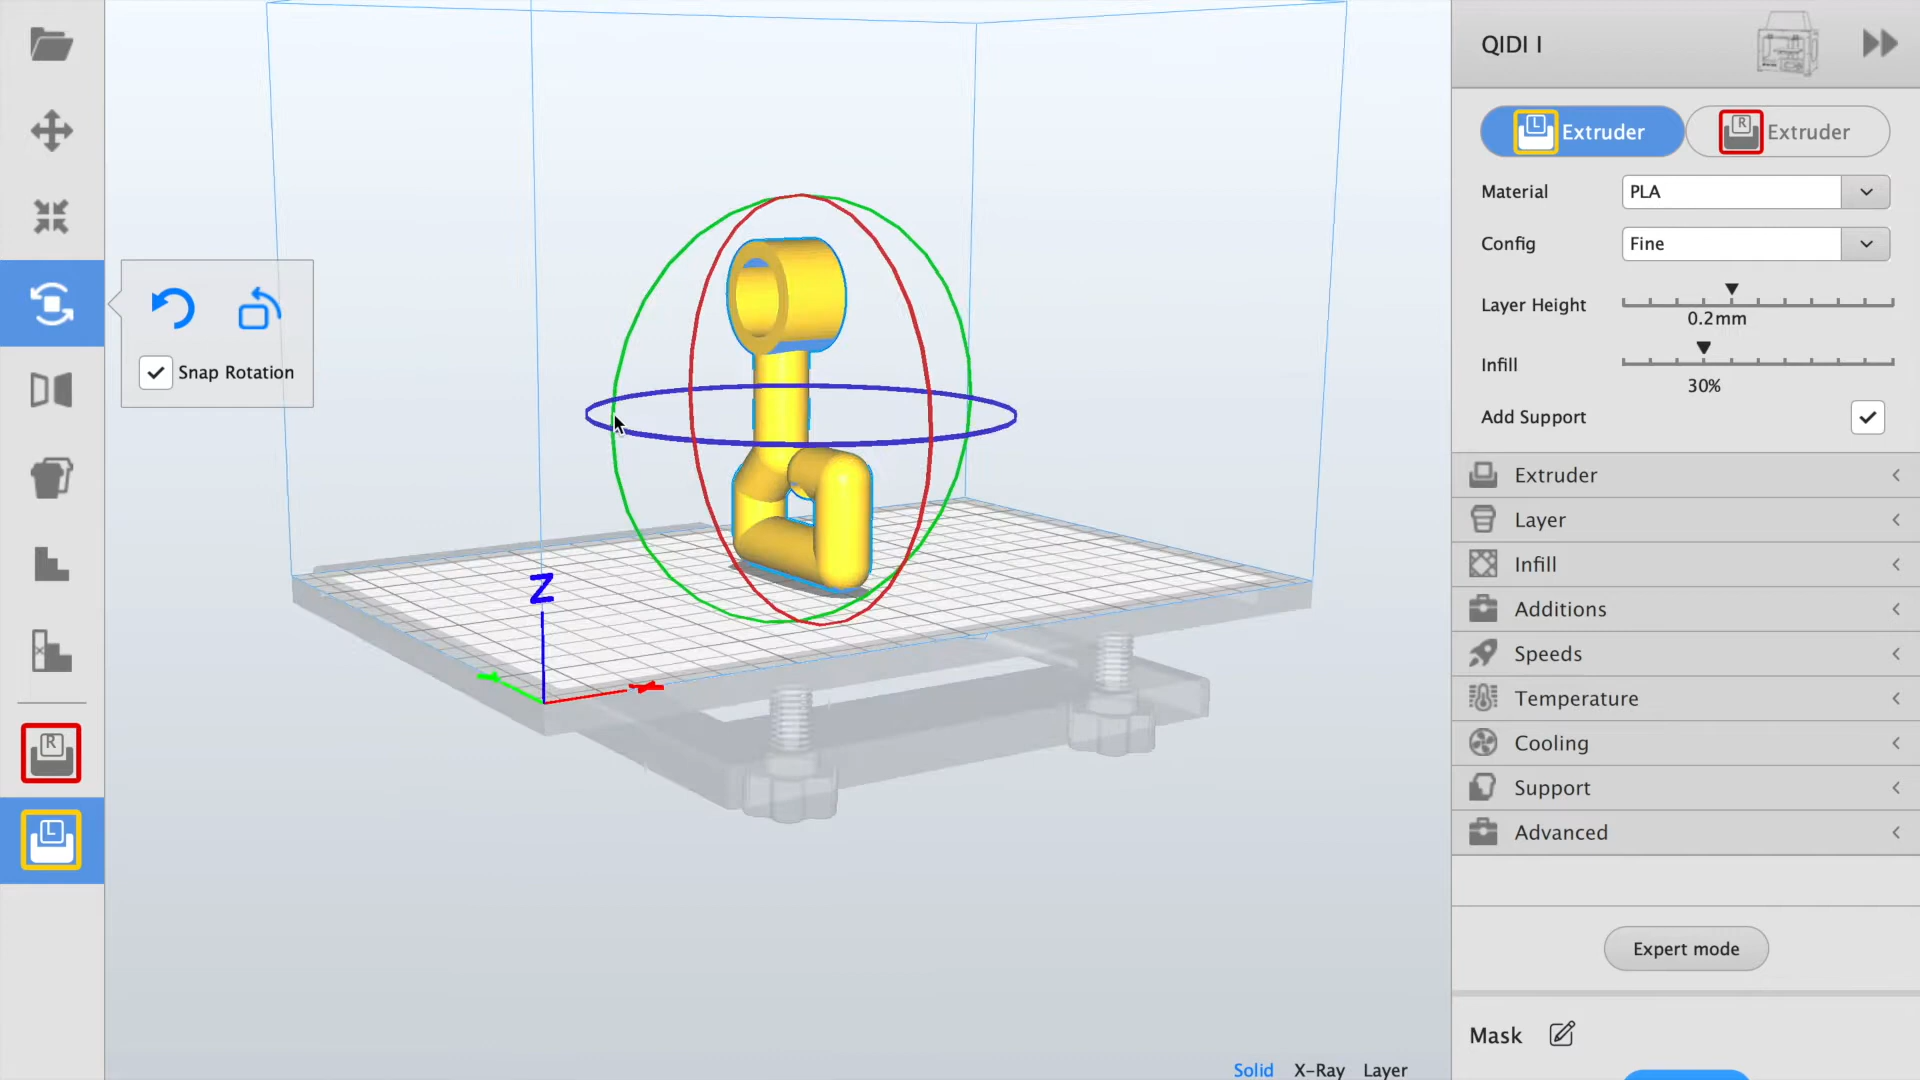 QIDI I
L Extruder
R Extruder
Material PLA
Config Fine
Layer Height
0.2mm
Infill
30%
Add Support
Snap Rotation
Extruder
Layer
Infill
Additions
Speeds
Temperature
Cooling
Support
Advanced
Expert mode
Mask
Z
R
L
Solid X-Ray Layer